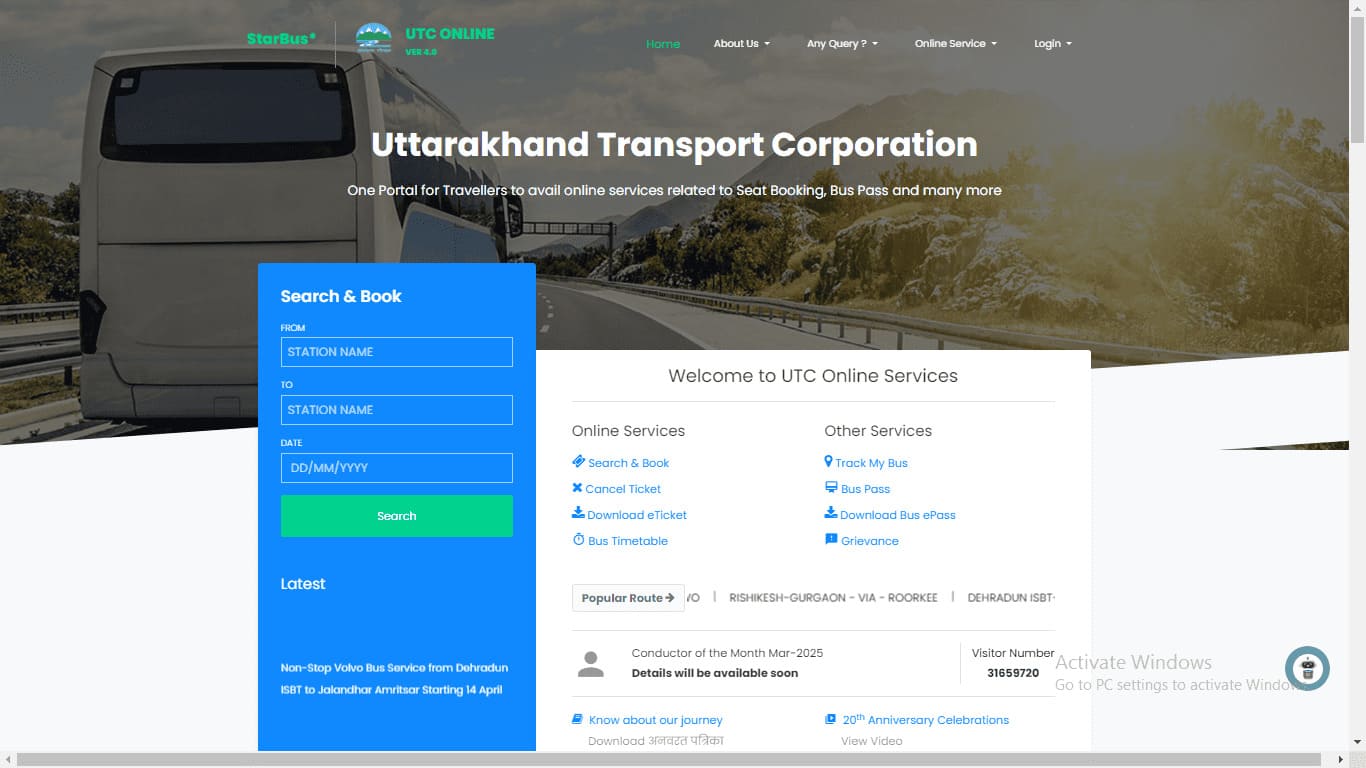 StarBus*
UTC ONLINE
VER 4.0
Home
About Us
Any Query ?
Online Service
Login
Uttarakhand Transport Corporation
One Portal for Travellers to avail online services related to Seat Booking, Bus Pass and many more
Search & Book
FROM
STATION NAME
TO
STATION NAME
DATE
DD/MM/YYYY
Search
Latest
Non-Stop Volvo Bus Service from Dehradun
ISBT to Jalandhar Amritsar Starting 14 April
Welcome to UTC Online Services
Online Services
Search & Book
Cancel Ticket
Download eTicket
Bus Timetable
Other Services
Track My Bus
Bus Pass
Download Bus ePass
Grievance
Popular Route
VO | RISHIKESH-GURGAON - VIA - ROORKEE | DEHRADUN ISBT-
Conductor of the Month Mar-2025
Details will be available soon
Visitor Number
31659720
Know about our journey
Download अनवरत पत्रिका
20th Anniversary Celebrations
View Video
Activate Windows
Go to PC settings to activate Windows.